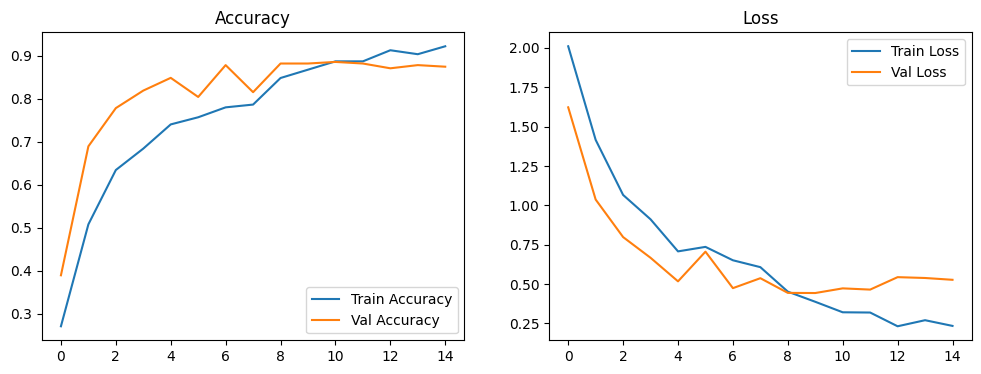 Accuracy
0.9
0.8
0.7
0.6
0.5
0.4
0.3
0 2 4 6 8 10 12 14
Train Accuracy
Val Accuracy
Loss
2.00
1.75
1.50
1.25
1.00
0.75
0.50
0.25
0 2 4 6 8 10 12 14
Train Loss
Val Loss